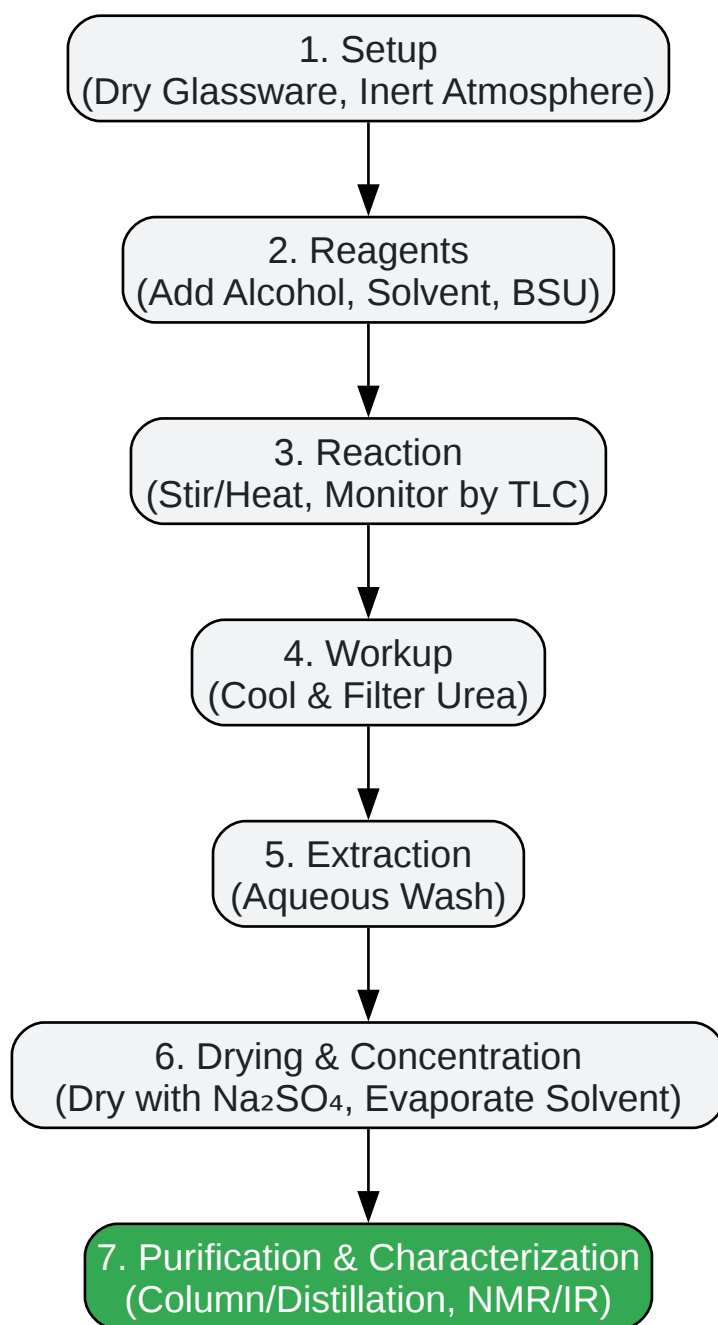 1. Setup
(Dry Glassware, Inert Atmosphere)
2. Reagents
(Add Alcohol, Solvent, BSU)
3. Reaction
(Stir/Heat, Monitor by TLC)
4. Workup
(Cool & Filter Urea)
5. Extraction
(Aqueous Wash)
6. Drying & Concentration
(Dry with Na₂SO₄, Evaporate Solvent)
7. Purification & Characterization
(Column/Distillation, NMR/IR)